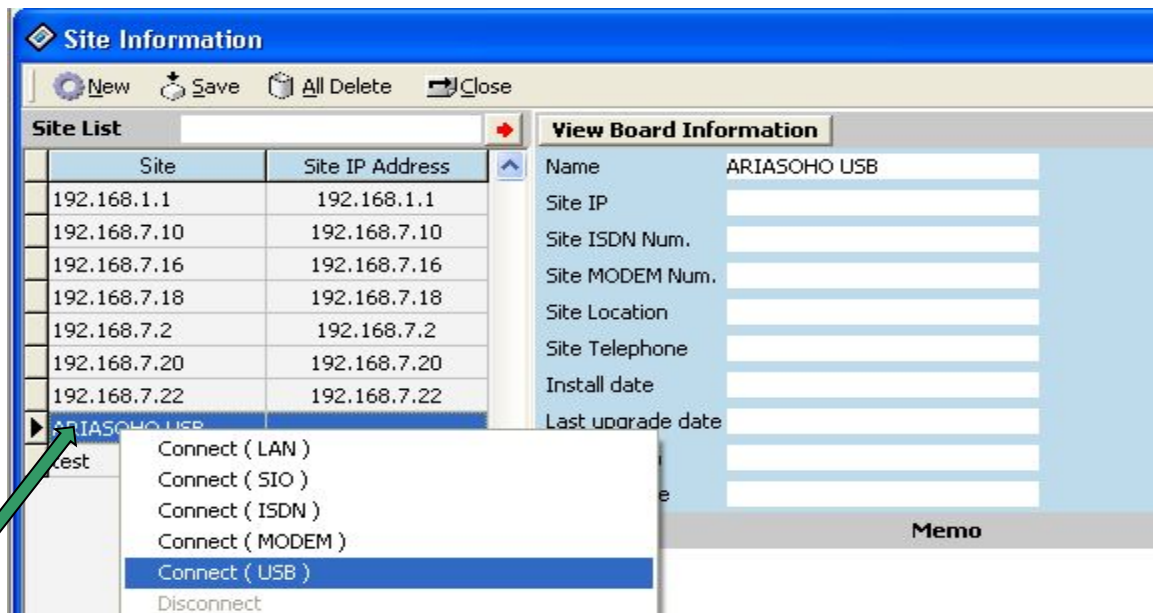 Site Information
New Save All Delete Close
Site List
Site Site IP Address
192.168.1.1 192.168.1.1
192.168.7.10 192.168.7.10
192.168.7.16 192.168.7.16
192.168.7.18 192.168.7.18
192.168.7.2 192.168.7.2
192.168.7.20 192.168.7.20
192.168.7.22 192.168.7.22
ARIASOHO USB
test
Connect ( LAN )
Connect ( SIO )
Connect ( ISDN )
Connect ( MODEM )
Connect ( USB )
Disconnect
View Board Information
Name ARIASOHO USB
Site IP
Site ISDN Num.
Site MODEM Num.
Site Location
Site Telephone
Install date
Last upgrade date
Memo